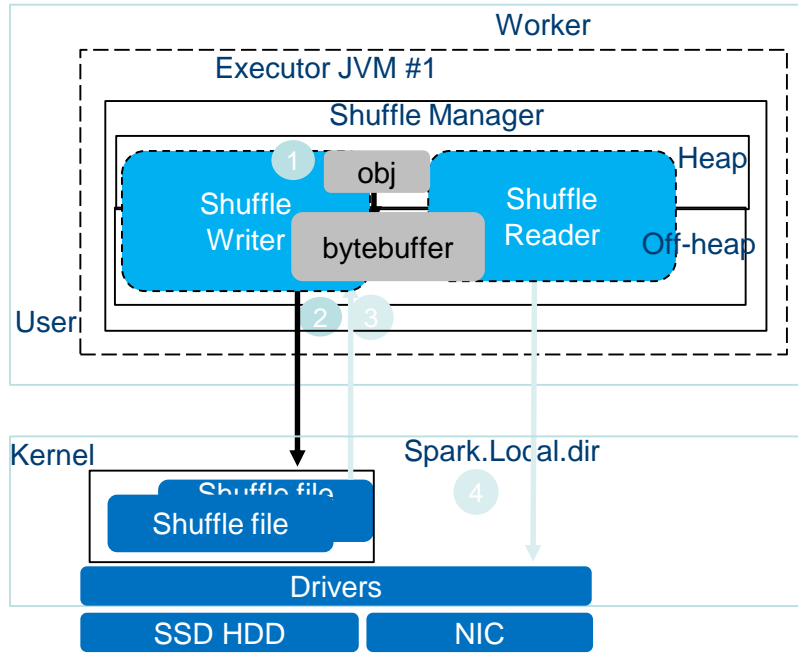 Worker
Executor JVM #1
Shuffle Manager
1
obj
Heap
Shuffle
Writer
Shuffle
Reader
bytebuffer
Off-heap
User
2
3
Kernel
Spark.Local.dir
4
Shuffle file
Shuffle file
Drivers
SSD HDD
NIC